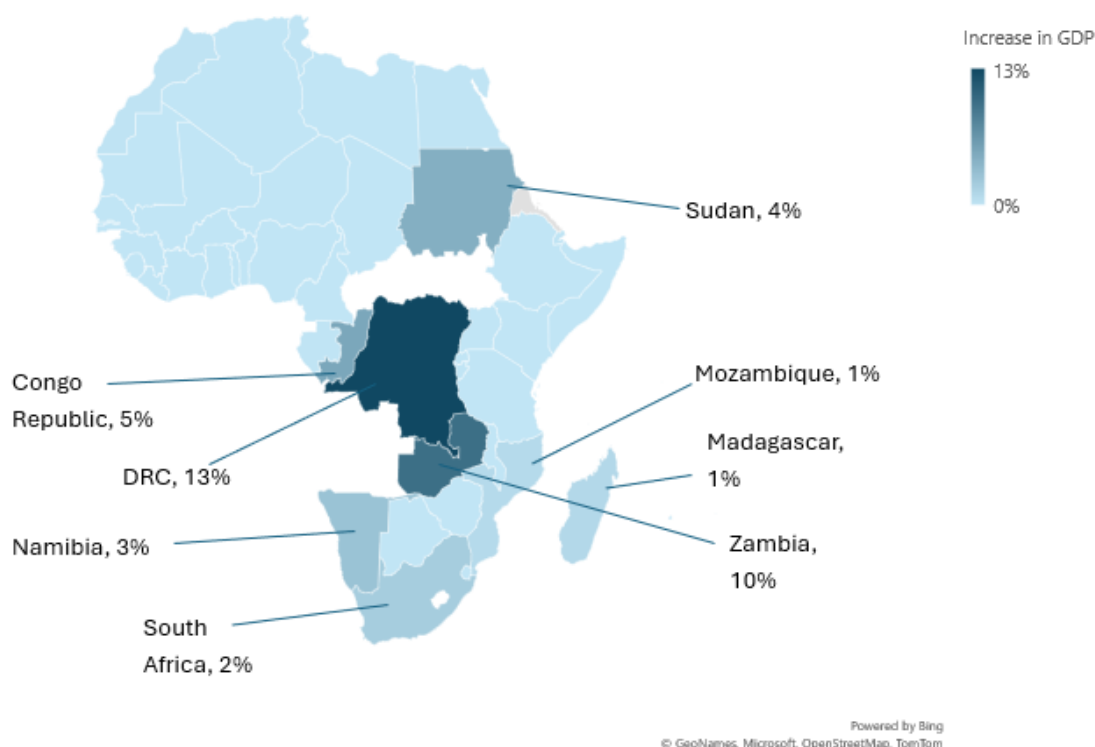 Increase in GDP
13%
0%
Sudan, 4%
Mozambique, 1%
Congo
Republic, 5%
Madagascar,
1%
DRC, 13%
Namibia, 3%
Zambia,
10%
South
Africa, 2%
Powered by Bing
© GeoNames, Microsoft, OpenStreetMap, TomTom